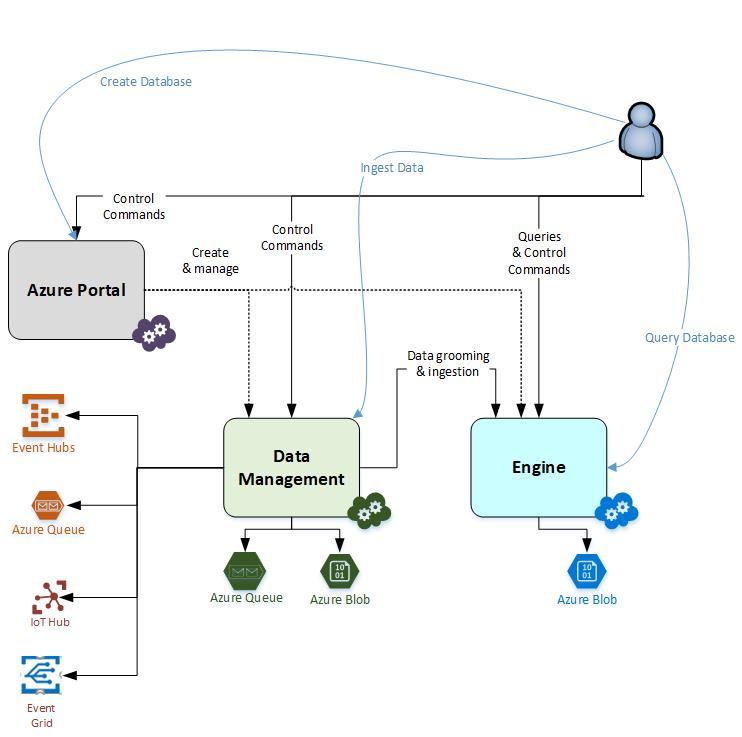 Create Database
Ingest Data
Control
Commands
Control
Commands
Queries
& Control
Commands
Create
& manage
Azure Portal
Query Database
Data grooming
& ingestion
Event Hubs
Data
Management
Engine
Azure Queue
Azure Queue
10
01
Azure Blob
10
01
Azure Blob
IoT Hub
Event
Grid